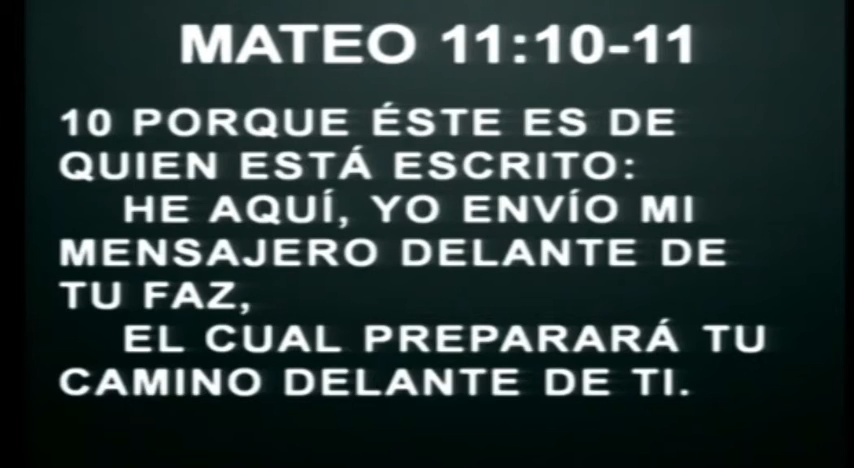 MATEO 11:10-11
10 PORQUE ÉSTE ES DE
QUIEN ESTÁ ESCRITO:
HE AQUÍ, YO ENVÍO MI
MENSAJERO DELANTE DE
TU FAZ,
EL CUAL PREPARARÁ TU
CAMINO DELANTE DE TI.